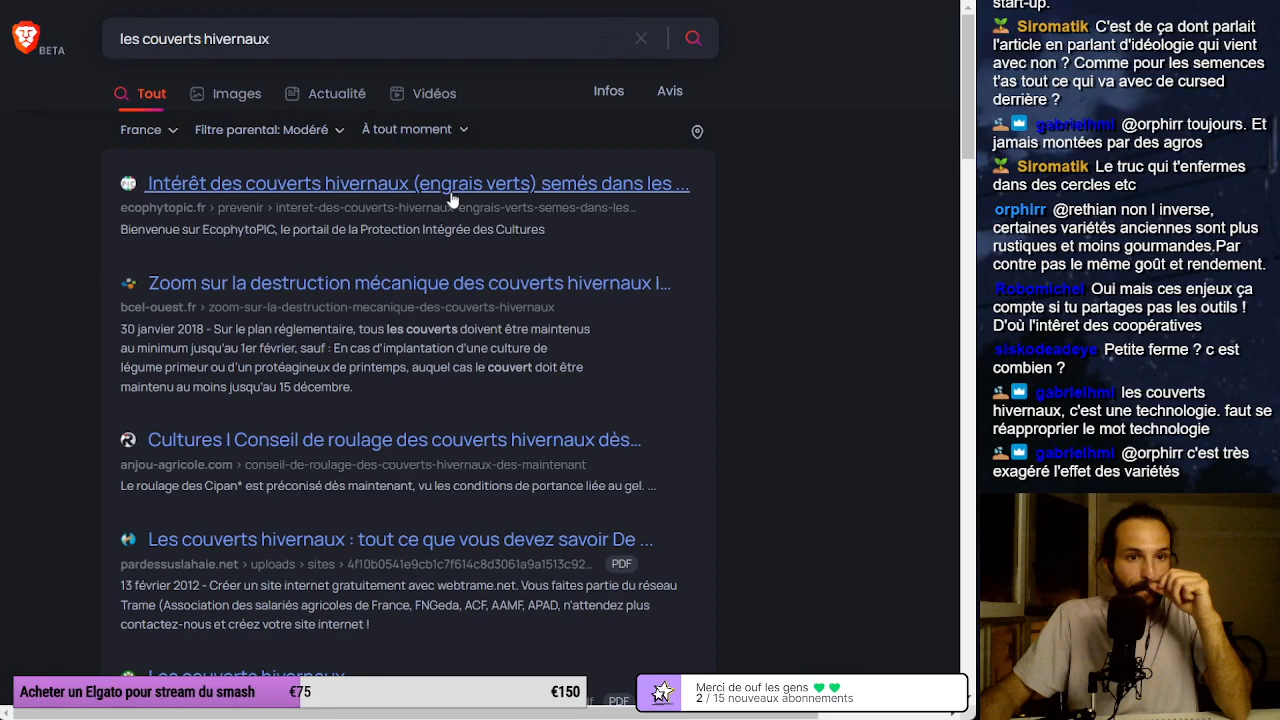 BETA
les couverts hivernaux
Tout
Images
Actualité
Vidéos
Infos
Avis
France
Filtre parental: Modéré
À tout moment
Intérêt des couverts hivernaux (engrais verts) semés dans les ...
ecophytopic.fr › prevenir › interet-des-couverts-hivernaux-engrais-verts-semes-dans-les...
Bienvenue sur EcophytoPIC, le portail de la Protection Intégrée des Cultures
Zoom sur la destruction mécanique des couverts hivernaux I...
bcel-ouest.fr › zoom-sur-la-destruction-mecanique-des-couverts-hivernaux
30 janvier 2018 - Sur le plan réglementaire, tous les couverts doivent être maintenus
au minimum jusqu'au 1er février, sauf : En cas d'implantation d'une culture de
légume primeur ou d'un protéagineux de printemps, auquel cas le couvert doit être
maintenu au moins jusqu'au 15 décembre.
Cultures I Conseil de roulage des couverts hivernaux dès...
anjou-agricole.com › conseil-de-roulage-des-couverts-hivernaux-des-maintenant
Le roulage des Cipan* est préconisé dès maintenant, vu les conditions de portance liée au gel. ...
Les couverts hivernaux : tout ce que vous devez savoir De ...
pardessuslahaie.net › uploads › sites › 4f10b0541e9cb1c7f614c8d3061a9a1513c92... PDF
13 février 2012 - Créer un site internet gratuitement avec webtrame.net. Vous faites partie du réseau
Trame (Association des salariés agricoles de France, FNGeda, ACF, AAMF, APAD, n'attendez plus
contactez-nous et créez votre site internet !
Les couverts hivernaux
PDF
Acheter un Elgato pour stream du smash €75 €150
Merci de ouf les gens
2 / 15 nouveaux abonnements
start-up.
Siromatik C'est de ça dont parlait
l'article en parlant d'idéologie qui vient
avec non ? Comme pour les semences
t'as tout ce qui va avec de cursed
derrière ?
gabrielhmi @orphirr toujours. Et
jamais montées par des agros
Siromatik Le truc qui t'enfermes
dans des cercles etc
orphirr @rethian non l inverse,
certaines variétés anciennes sont plus
rustiques et moins gourmandes.Par
contre pas le même goût et rendement.
Robomichel Oui mais ces enjeux ça
compte si tu partages pas les outils !
D'où l'intêret des coopératives
siskodeadeye Petite ferme ? c est
combien ?
gabrielhmi les couverts
hivernaux, c'est une technologie. faut se
réapproprier le mot technologie
gabrielhmi @orphirr c'est très
exagéré l'effet des variétés